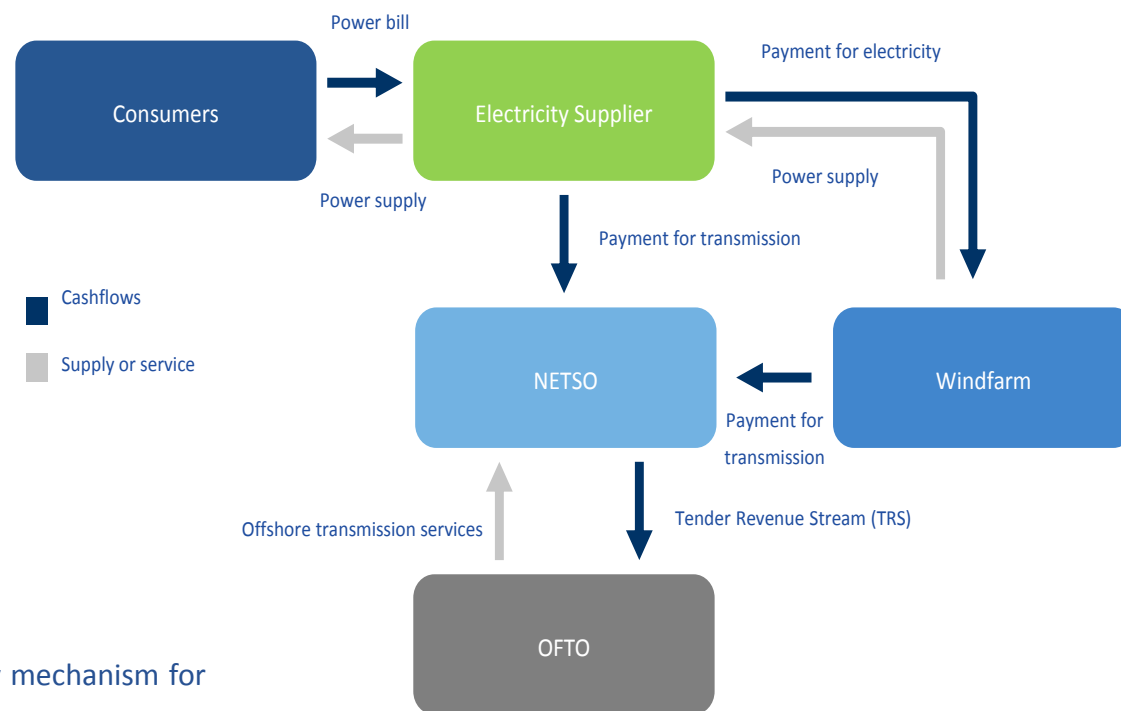 Power bill
Payment for electricity
Consumers
Electricity Supplier
Power supply
Power supply
Payment for transmission
Cashflows
Supply or service
NETSO
Windfarm
Payment for
transmission
Offshore transmission services
Tender Revenue Stream (TRS)
OFTO
mechanism for